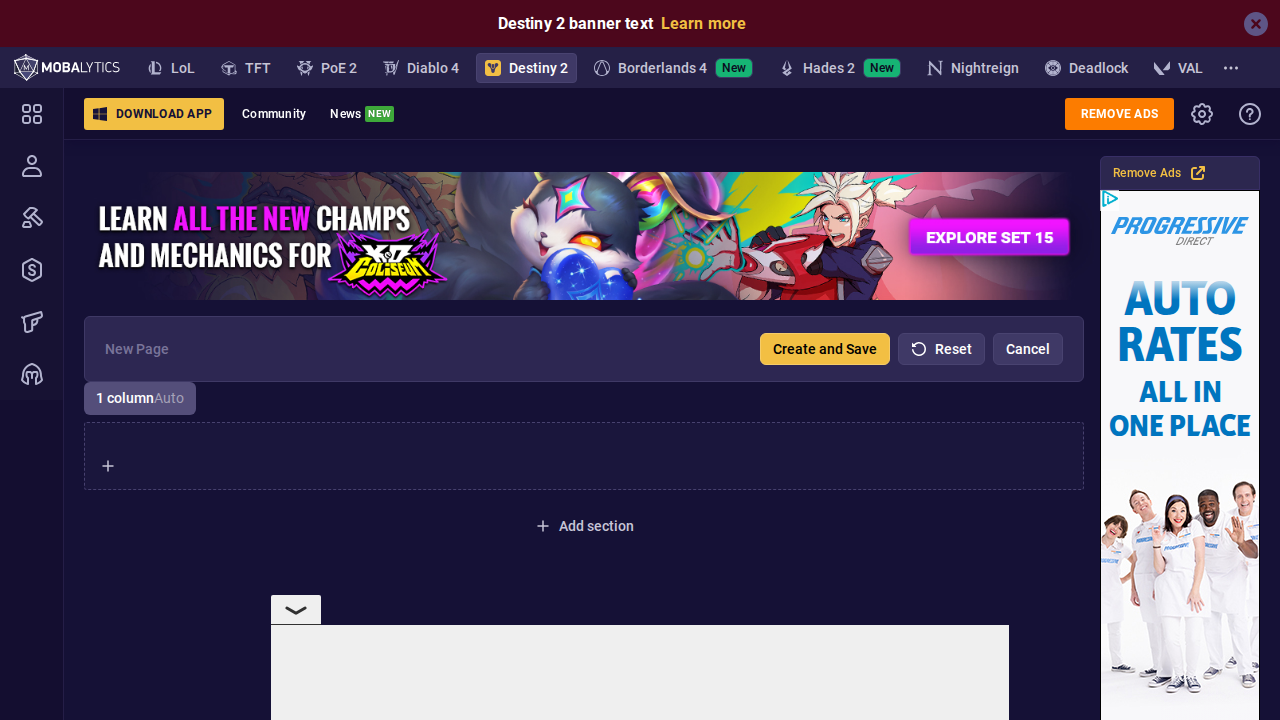 Destiny 2 banner text Learn more
MOBALYTICS
LoL
TFT
PoE 2
Diablo 4
Destiny 2
Borderlands 4 New
Hades 2 New
Nightreign
Deadlock
VAL
DOWNLOAD APP
Community
News NEW
REMOVE ADS
LEARN ALL THE NEW CHAMPS
AND MECHANICS FOR
K.O. COLISEUM
EXPLORE SET 15
New Page
Create and Save
Reset
Cancel
1 column Auto
Add section
Remove Ads
PROGRESSIVE
DIRECT
AUTO
RATES
ALL IN
ONE PLACE